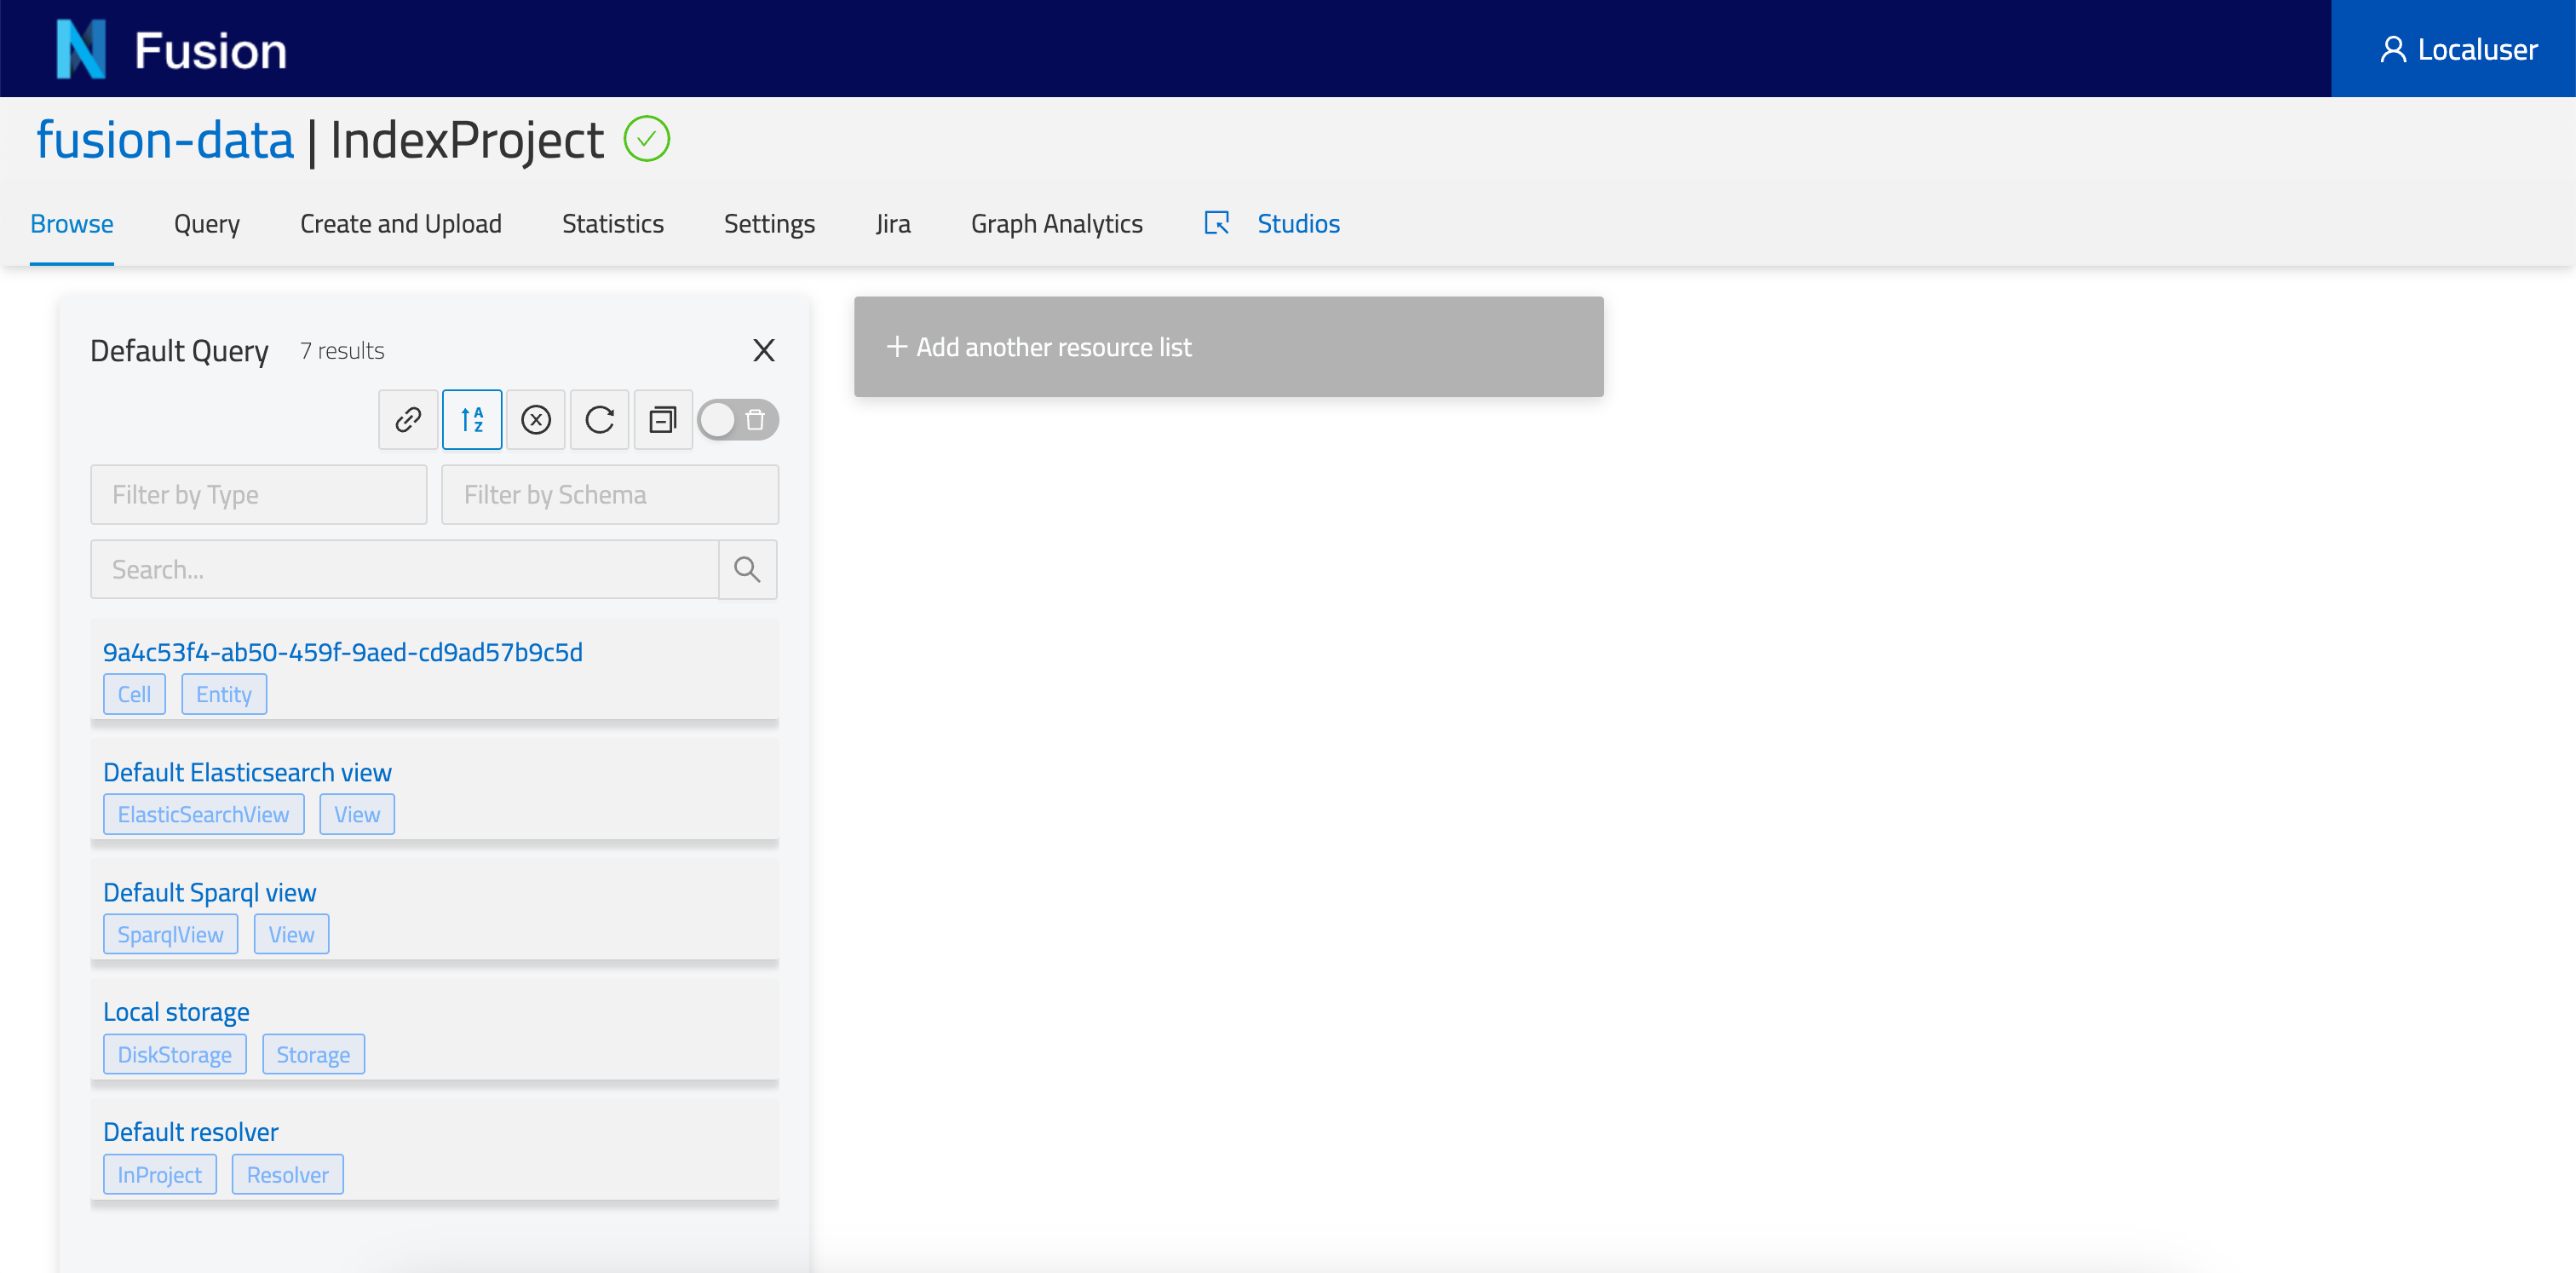 Fusion
Localuser
fusion-data | IndexProject
Browse Query Create and Upload Statistics Settings Jira Graph Analytics Studios
Default Query 7 results X
+ Add another resource list
A
Z
Filter by Type Filter by Schema
Search...
9a4c53f4-ab50-459f-9aed-cd9ad57b9c5d
Cell Entity
Default Elasticsearch view
ElasticSearchView View
Default Sparql view
SparqlView View
Local storage
DiskStorage Storage
Default resolver
InProject Resolver